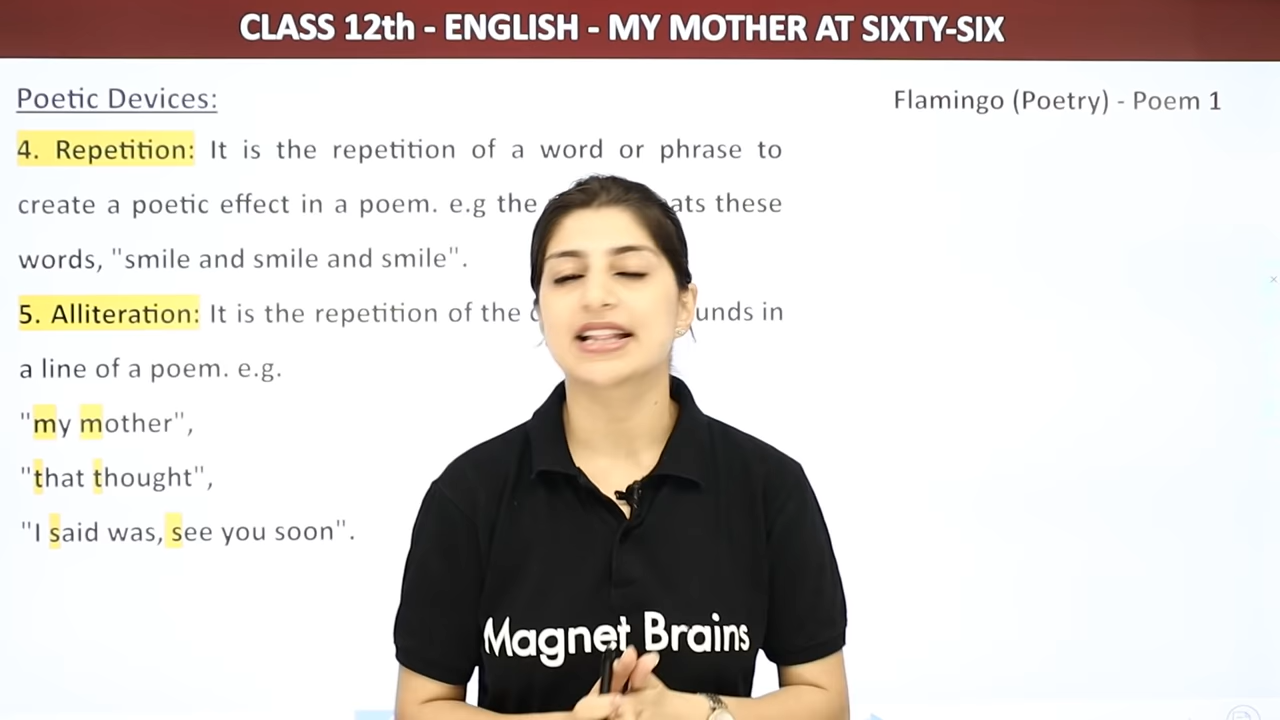 CLASS 12th - ENGLISH - MY MOTHER AT SIXTY-SIX
Poetic Devices:
Flamingo (Poetry) - Poem 1
4. Repetition: It is the repetition of a word or phrase to
create a poetic effect in a poem. e.g the these
words, "smile and smile and smile".
5. Alliteration: It is the repetition of the in
a line of a poem. e.g.
"my mother",
"that thought",
"I said was, see you soon".
Magnet Brains